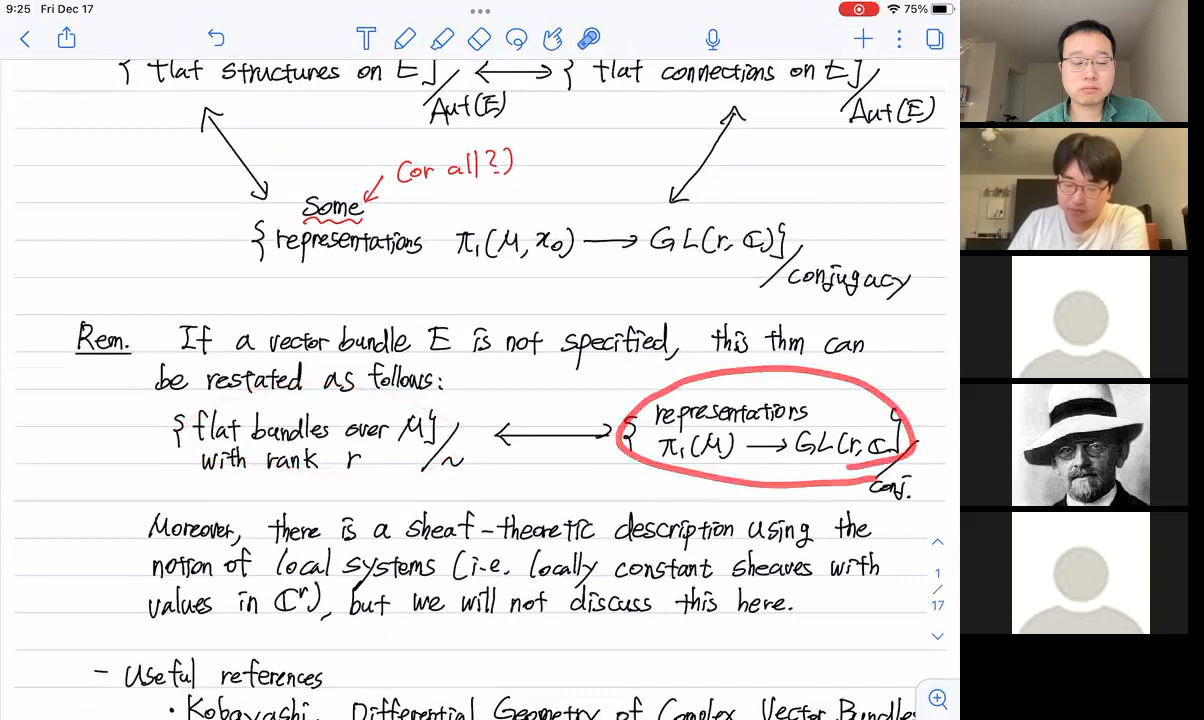 9:25 Fri Dec 17
75%
{ flat structures on E } ⟷ { flat connections on E }
/Aut(E) /Aut(E)
(or all?)
Some
{ representations π₁(M, x₀) ⟶ GL(r, ℂ) }
/conjugacy
Rem. If a vector bundle E is not specified, this thm can
be restated as follows:
{ flat bundles over M } ⟷ { representations
with rank r /~ π₁(M) ⟶ GL(r, ℂ) }
/conj.
Moreover, there is a sheaf-theoretic description using the
notion of local systems (i.e. locally constant sheaves with
values in ℂʳ), but we will not discuss this here.
- Useful references
• Kobayashi, Differential Geometry of Complex Vector Bundles
1
/
17